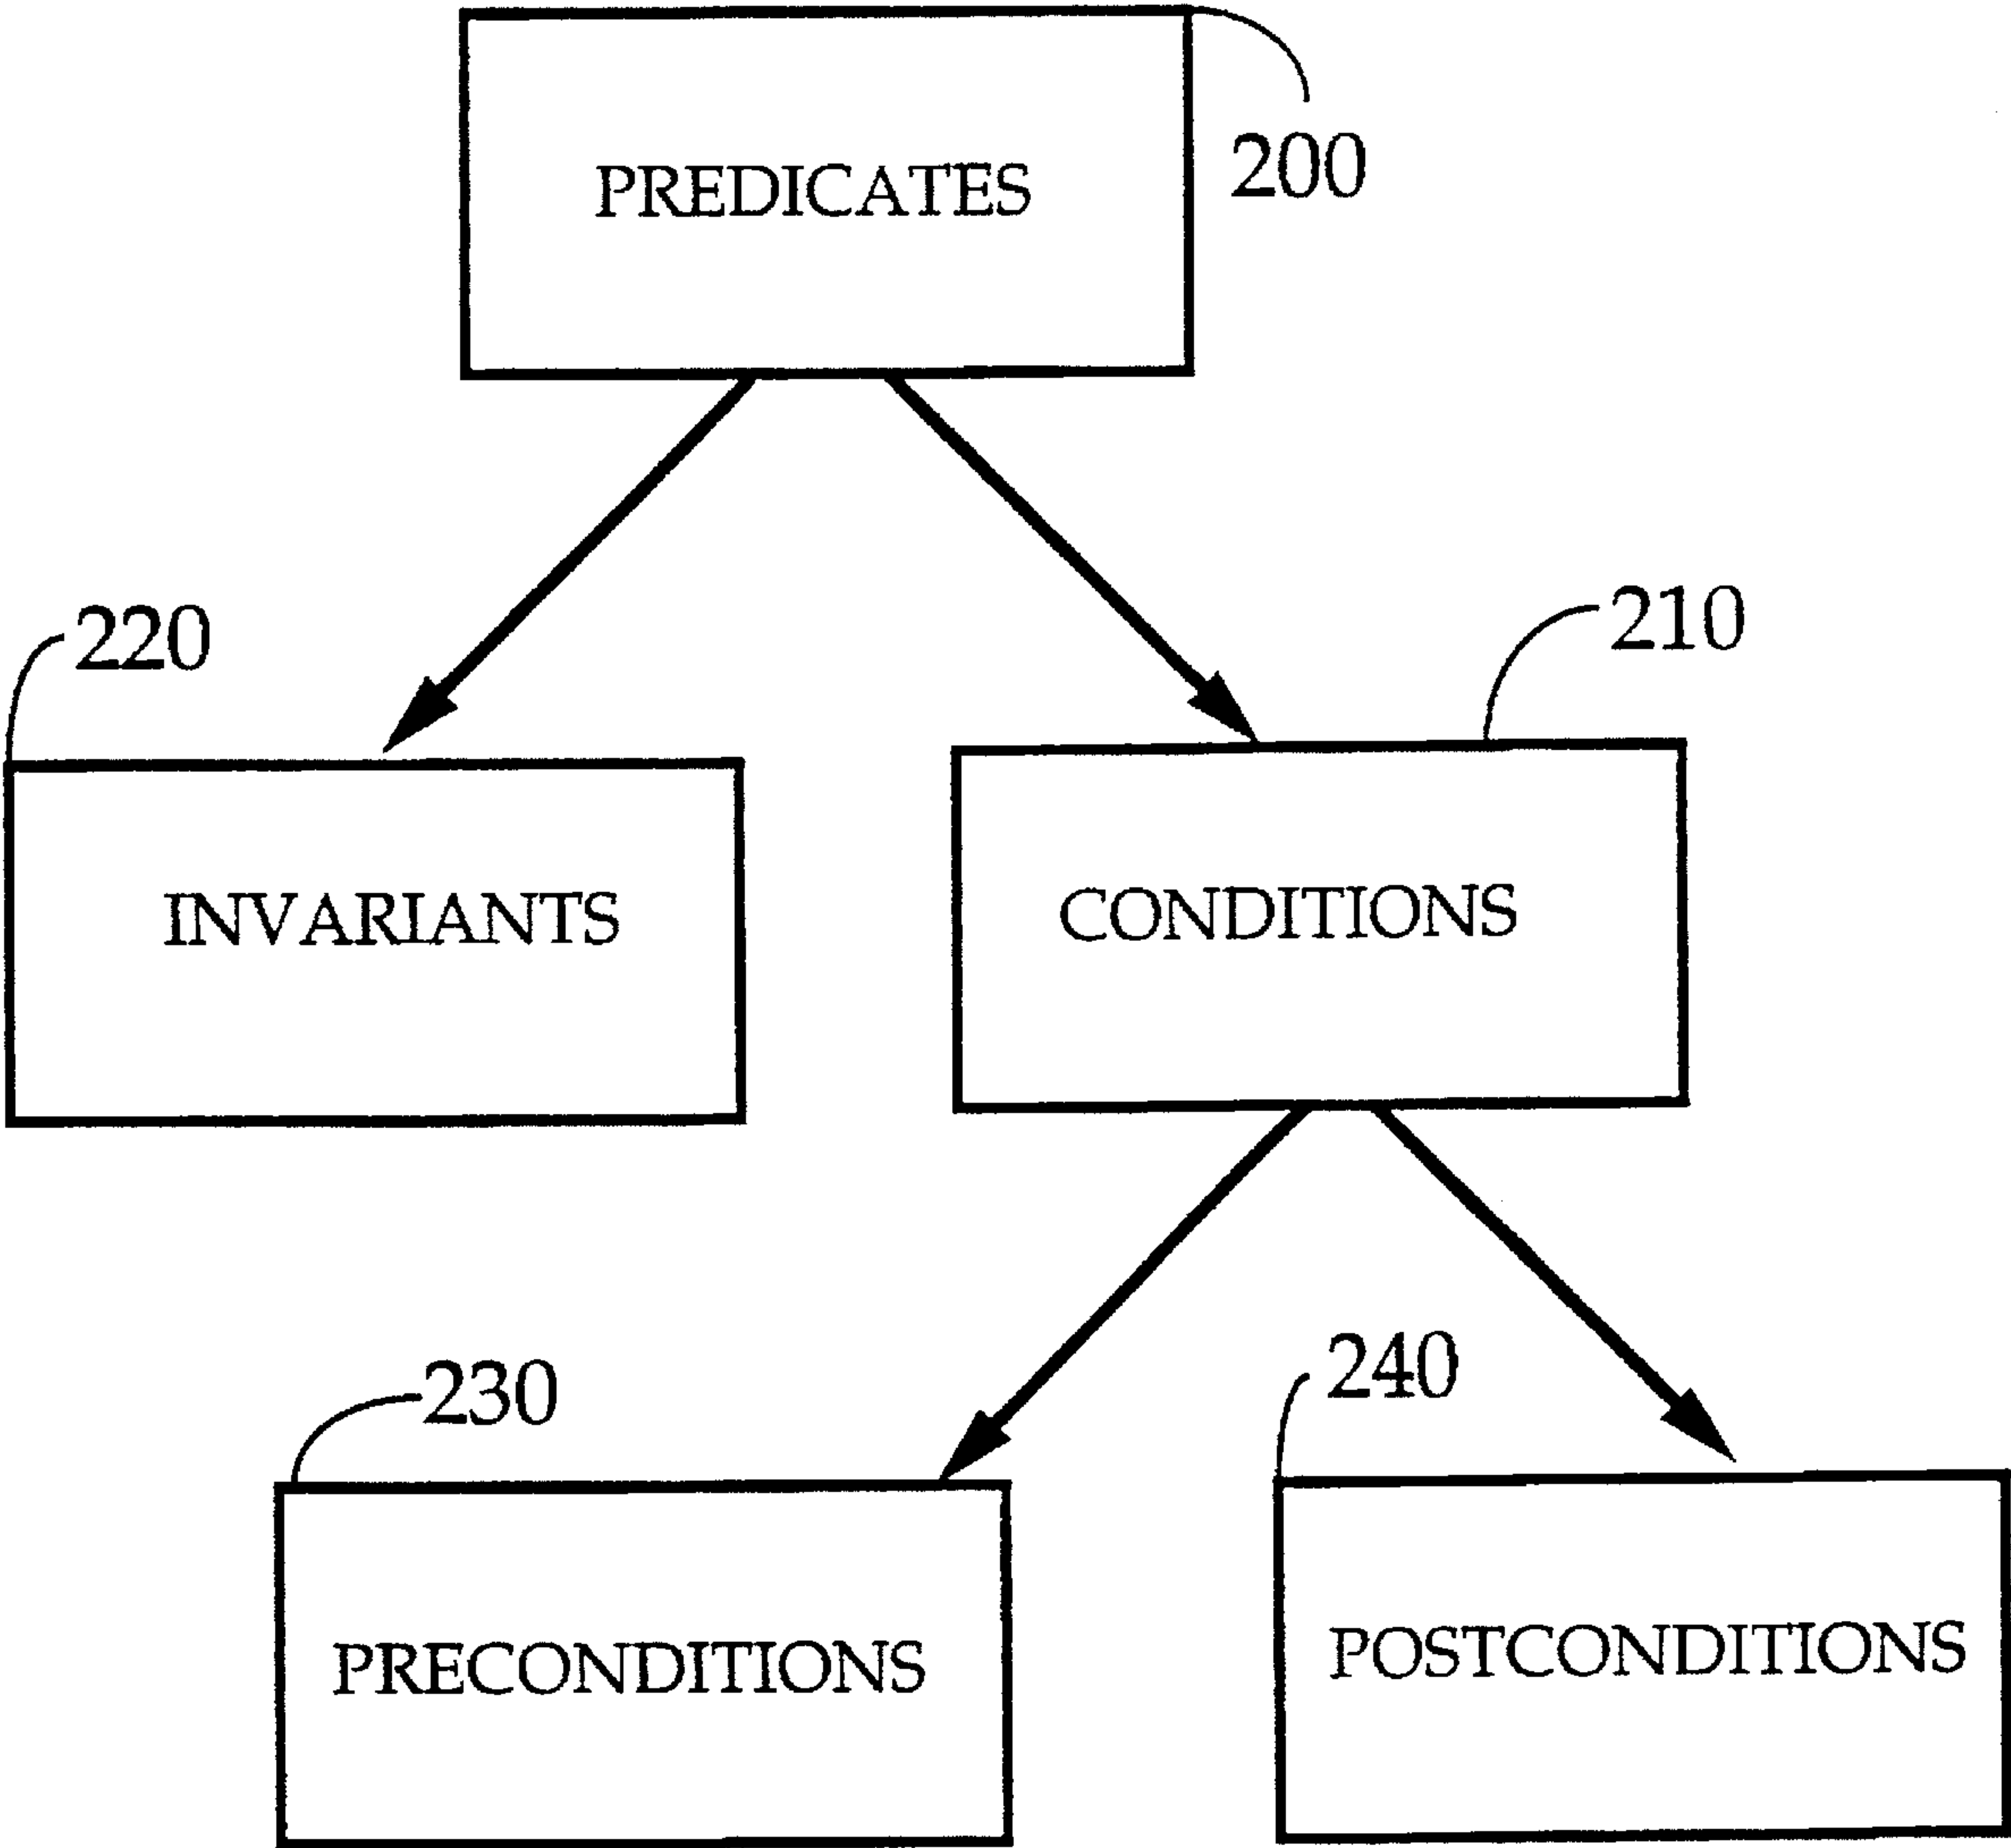 PREDICATES
200
220
210
INVARIANTS
CONDITIONS
230
240
PRECONDITIONS
POSTCONDITIONS